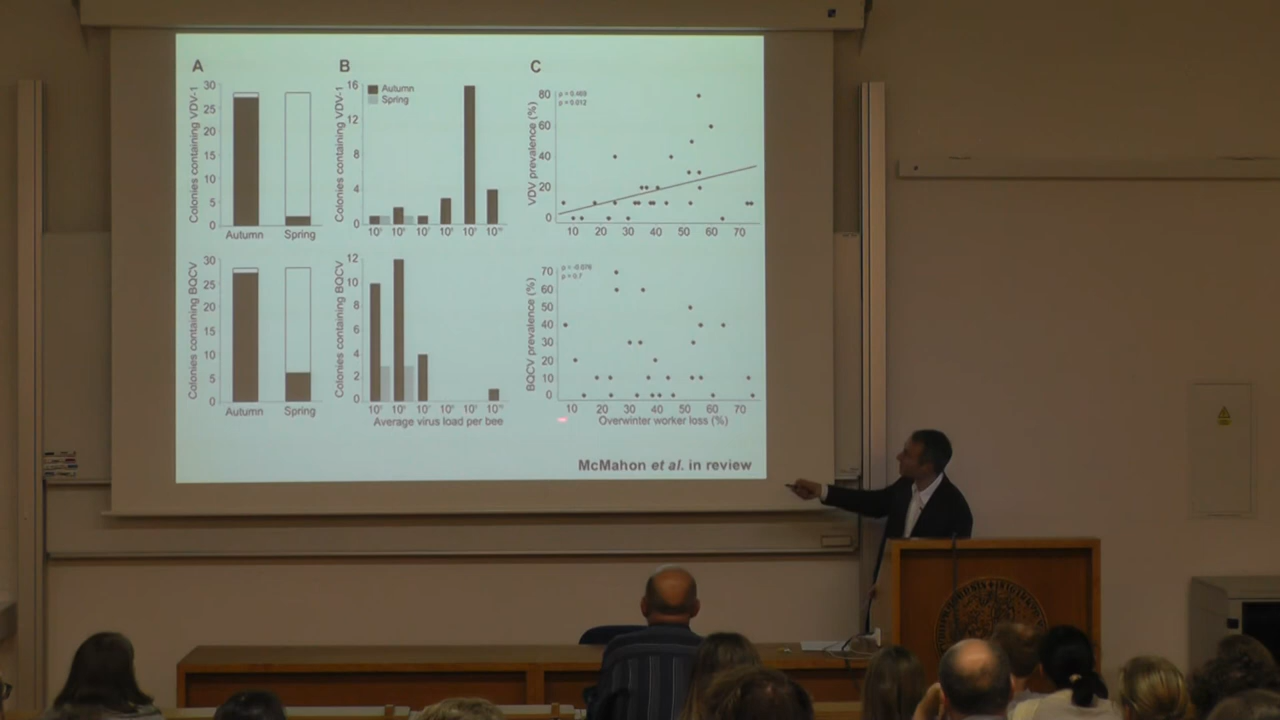 A
Colonies containing VDV-1
30
25
20
15
10
5
0
Autumn
Spring
B
Colonies containing VDV-1
16
12
8
4
0
Autumn
Spring
C
VDV prevalence (%)
80
60
40
20
0
p = 0.012
10 20 30 40 50 60 70
Colonies containing BQCV
30
25
20
15
10
5
0
Autumn
Spring
Colonies containing BQCV
12
10
8
6
4
2
0
Average virus load per bee
BQCV prevalence (%)
70
60
50
40
30
20
10
0
p = 0.7
10 20 30 40 50 60 70
Overwinter worker loss (%)
McMahon et al. in review